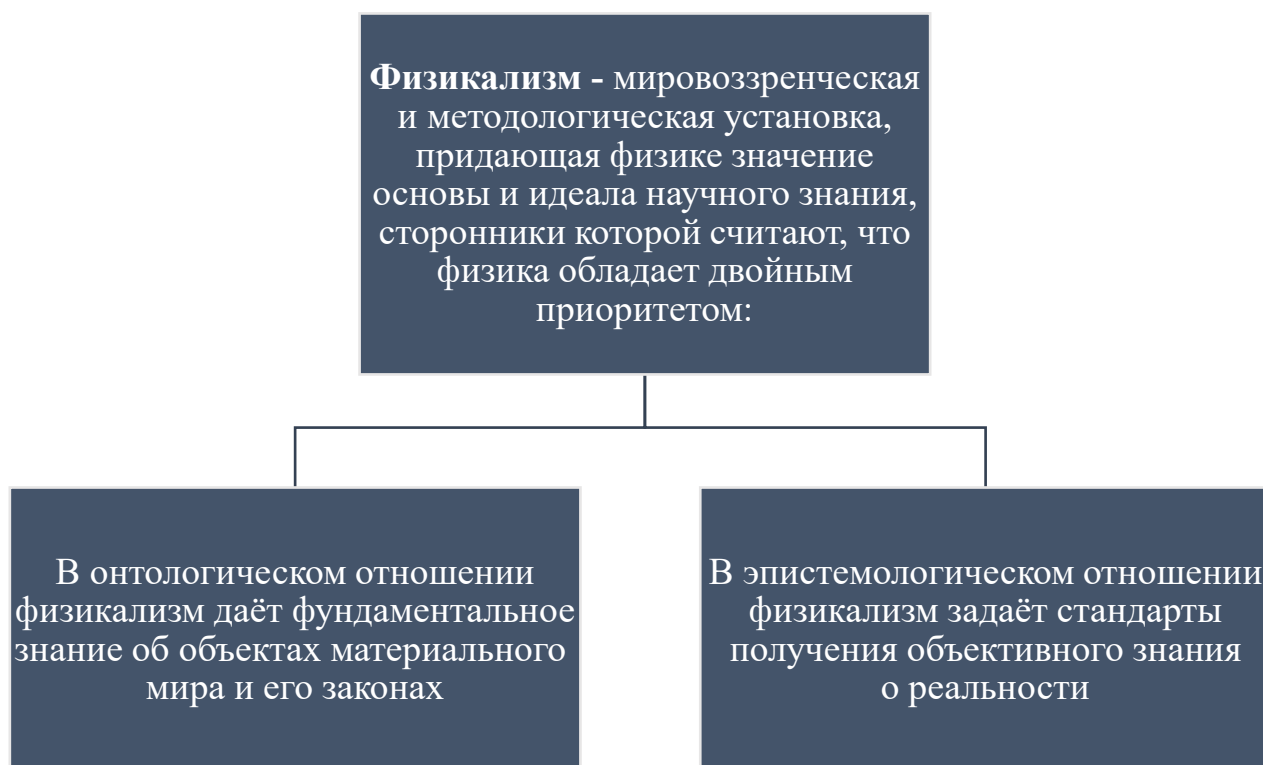 Физикализм - мировоззренческая
и методологическая установка,
придающая физике значение
основы и идеала научного знания,
сторонники которой считают, что
физика обладает двойным
приоритетом:
В онтологическом отношении
физикализм даёт фундаментальное
знание об объектах материального
мира и его законах
В эпистемологическом отношении
физикализм задаёт стандарты
получения объективного знания
о реальности